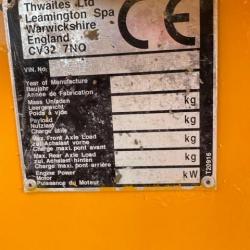 Thwaites Ltd
Leamington Spa
Warwickshire
England
CV32 7NQ
CE
VIN. No.
Year of Manufacture
Baujahr
Année de Fabrication
Mass Unladen
Leergewicht
Poids à vide
kg
Payload
Nutzlast
Charge Mile
kg
Max. Front Axle Load
zul. Achslast vorne
Charge maxi. pont avant
kg
Max. Rear Axle Load
zul. Achslast hinten
Charge maxi. pont arrière
kg
Engine Power
Motor
Puissance du Moteur
kW
T20916